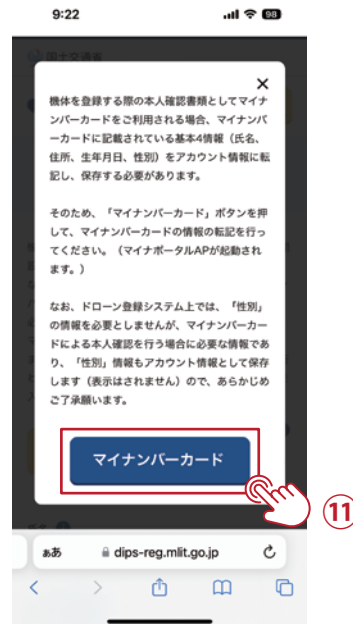 9:22 98
国土交通省
×
機体を登録する際の本人確認書類としてマイナ
ンバーカードをご利用される場合、マイナンバ
ーカードに記載されている基本4情報（氏名、
住所、生年月日、性別）をアカウント情報に転
記し、保存する必要があります。
そのため、「マイナンバーカード」ボタンを押
して、マイナンバーカードの情報の転記を行っ
てください。（マイナポータルAPが起動され
ます。）
なお、ドローン登録システム上では、「性別」
の情報を必要としませんが、マイナンバーカー
ドによる本人確認を行う場合に必要な情報であ
り、「性別」情報もアカウント情報として保存
します（表示はされません）ので、あらかじめ
ご了承願います。
マイナンバーカード
⑪
ぁあ dips-reg.mlit.go.jp